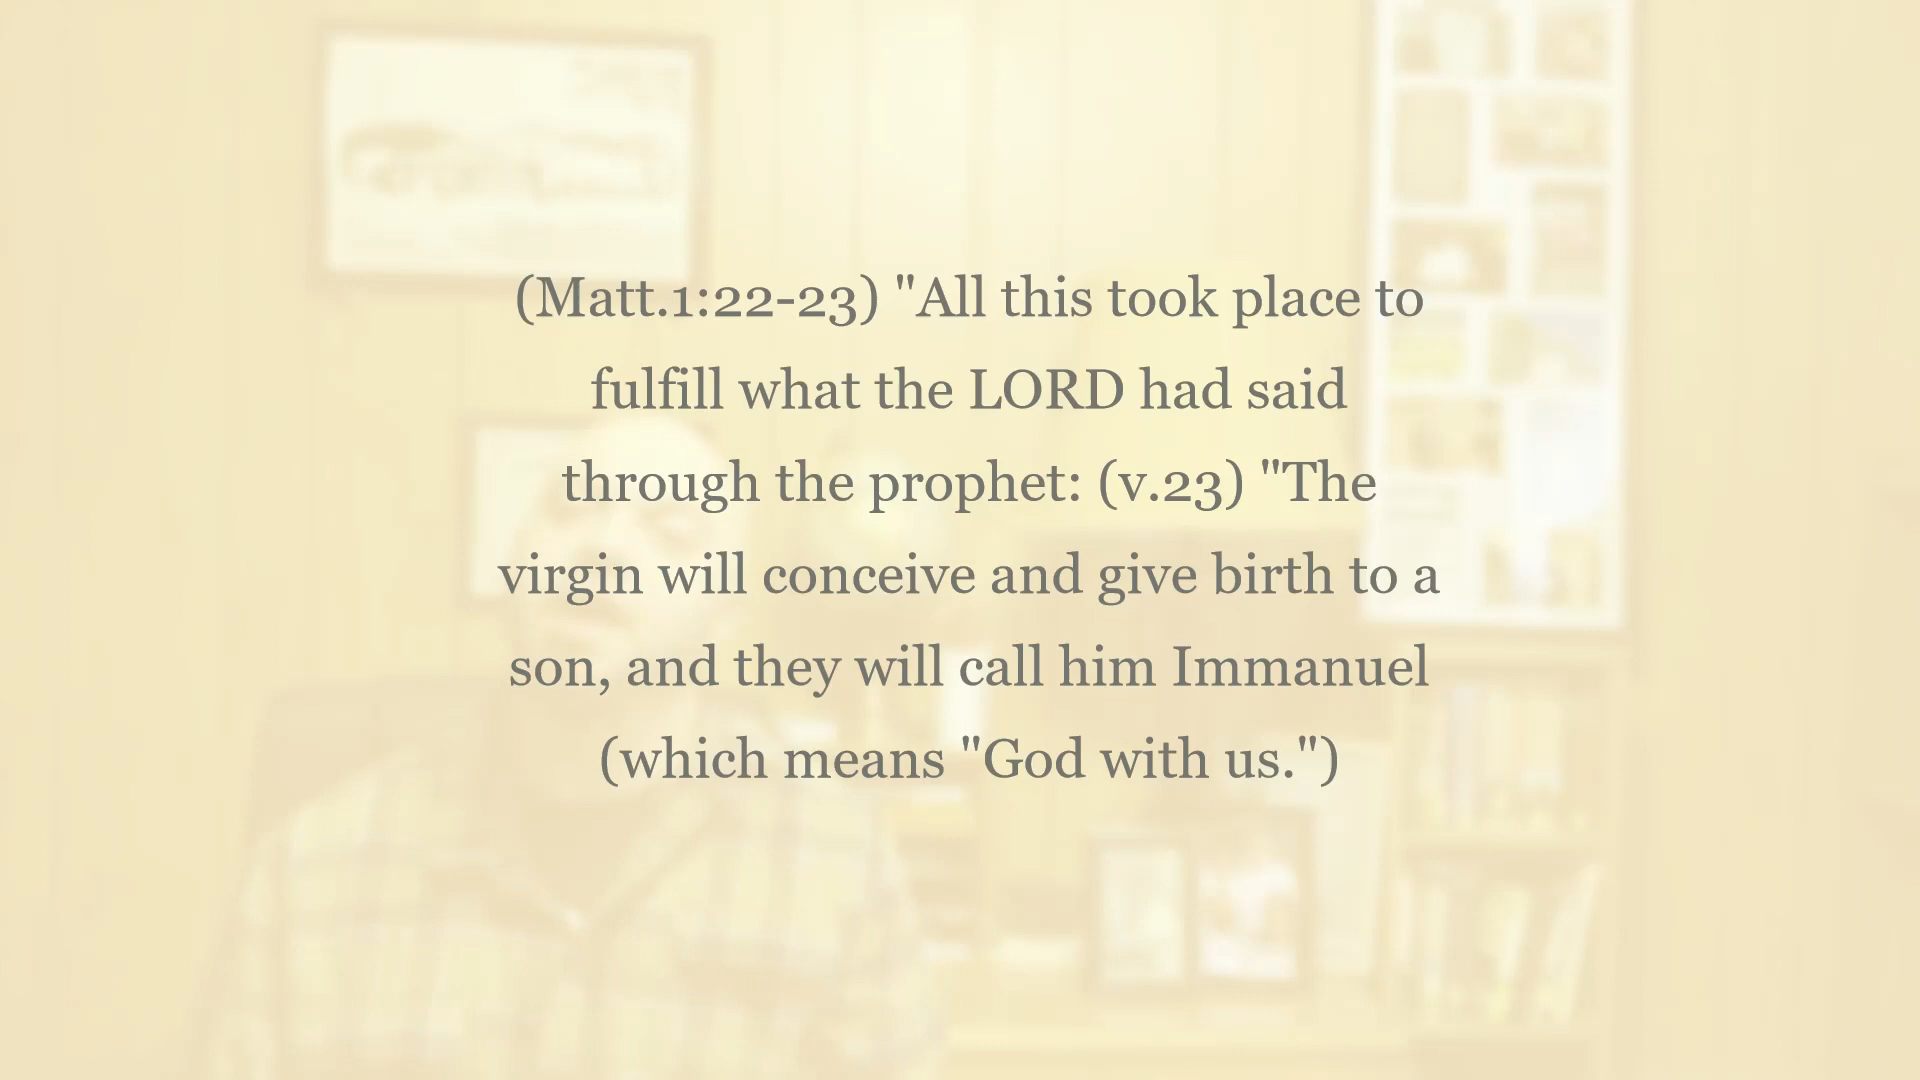 (Matt.1:22-23) "All this took place to
fulfill what the LORD had said
through the prophet: (v.23) "The
virgin will conceive and give birth to a
son, and they will call him Immanuel
(which means "God with us.")